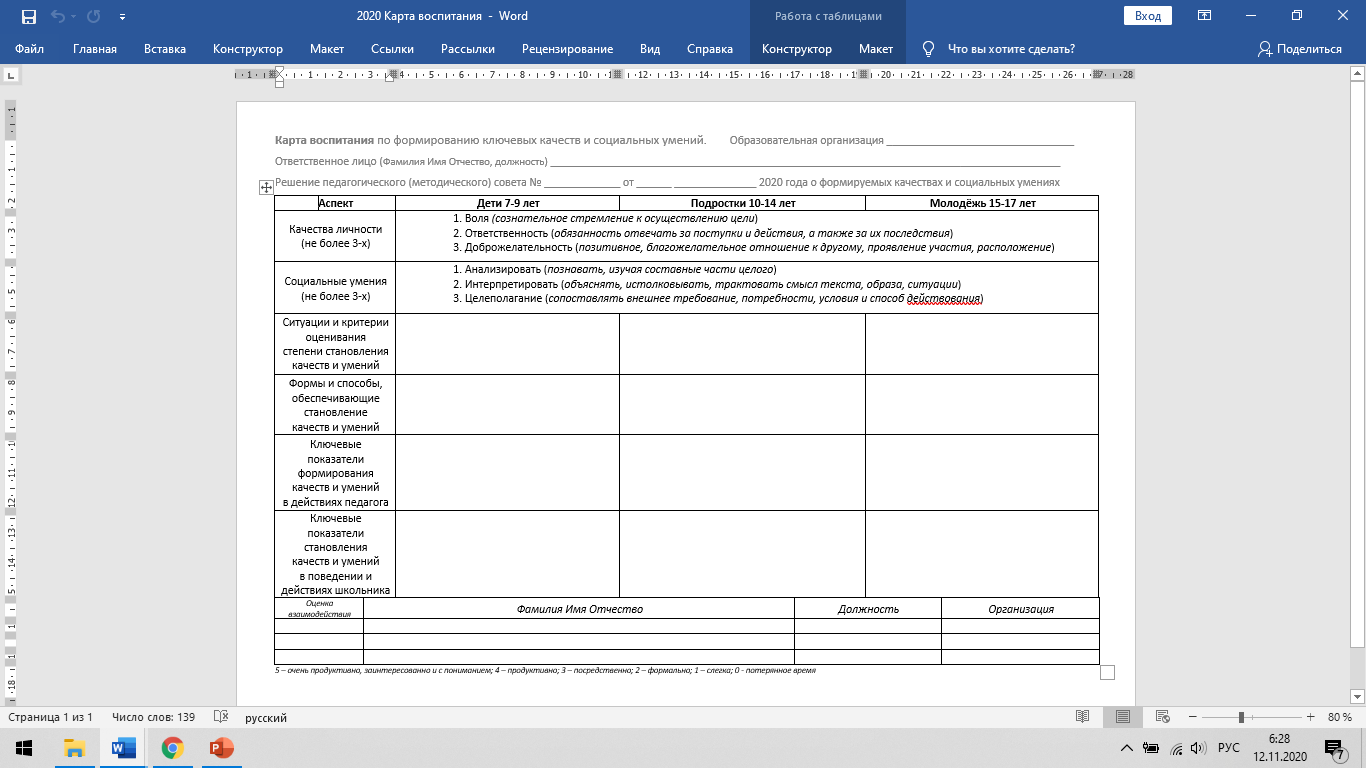 2020 Карта воспитания - Word
Работа с таблицами
Вход
Файл Главная Вставка Конструктор Макет Ссылки Рассылки Рецензирование Вид Справка Конструктор Макет Что вы хотите сделать? Поделиться
Карта воспитания по формированию ключевых качеств и социальных умений. Образовательная организация ______________________________
Ответственное лицо (Фамилия Имя Отчество, должность) ______________________________
Решение педагогического (методического) совета № _____________ от ______ ______________ 2020 года о формируемых качествах и социальных умениях
Аспект Дети 7-9 лет Подростки 10-14 лет Молодёжь 15-17 лет
Качества личности
(не более 3-х)
1. Воля (сознательное стремление к осуществлению цели)
2. Ответственность (обязанность отвечать за поступки и действия, а также за их последствия)
3. Доброжелательность (позитивное, благожелательное отношение к другому, проявление участия, расположение)
Социальные умения
(не более 3-х)
1. Анализировать (познавать, изучая составные части целого)
2. Интерпретировать (объяснять, истолковывать, трактовать смысл текста, образа, ситуации)
3. Целеполагание (сопоставлять внешнее требование, потребности, условия и способ действования)
Ситуации и критерии
оценивания
степени становления
качеств и умений
Формы и способы,
обеспечивающие
становление
качеств и умений
Ключевые
показатели
формирования
качеств и умений
в действиях педагога
Ключевые
показатели
становления
качеств и умений
в поведении и
действиях школьника
Оценка
взаимодействия
Фамилия Имя Отчество Должность Организация
5 – очень продуктивно, заинтересованно и с пониманием; 4 – продуктивно; 3 – посредственно; 2 – формально; 1 – слегка; 0 - потерянное время
Страница 1 из 1 Число слов: 139 русский 80 %
РУС
6:28
12.11.2020
7